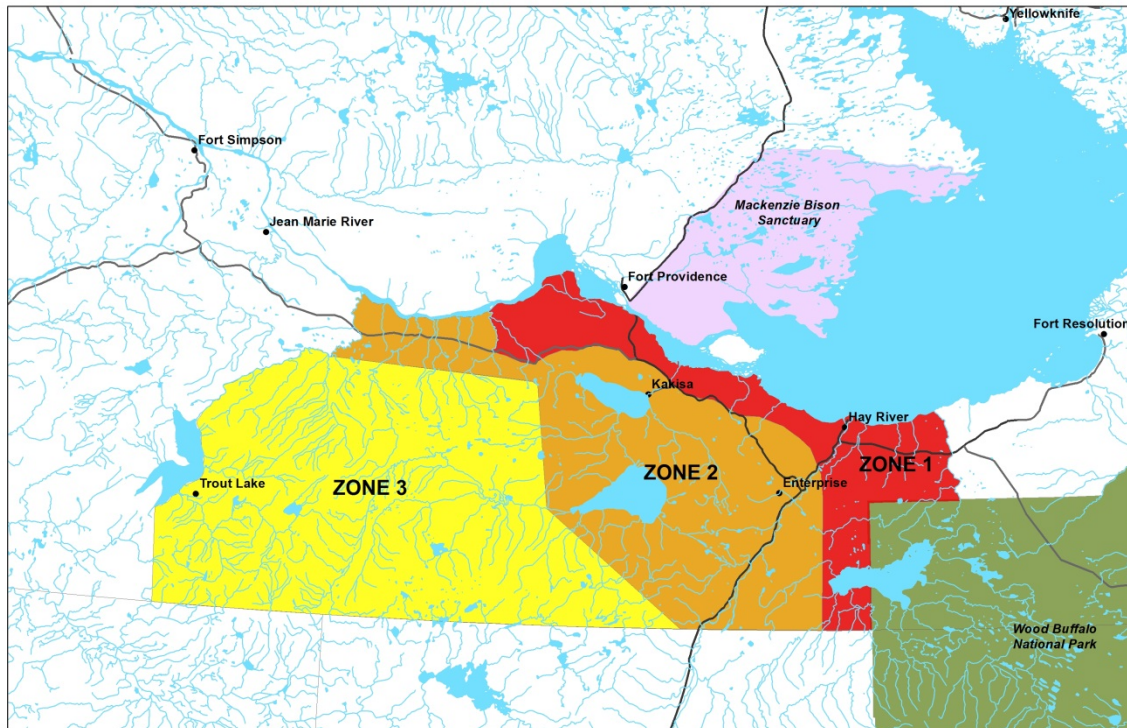 Yellowknife
Fort Simpson
Mackenzie Bison
Sanctuary
Jean Marie River
Fort Providence
Fort Resolution
Kakisa
Hay River
ZONE 1
ZONE 2
Enterprise
Trout Lake
ZONE 3
Wood Buffalo
National Park